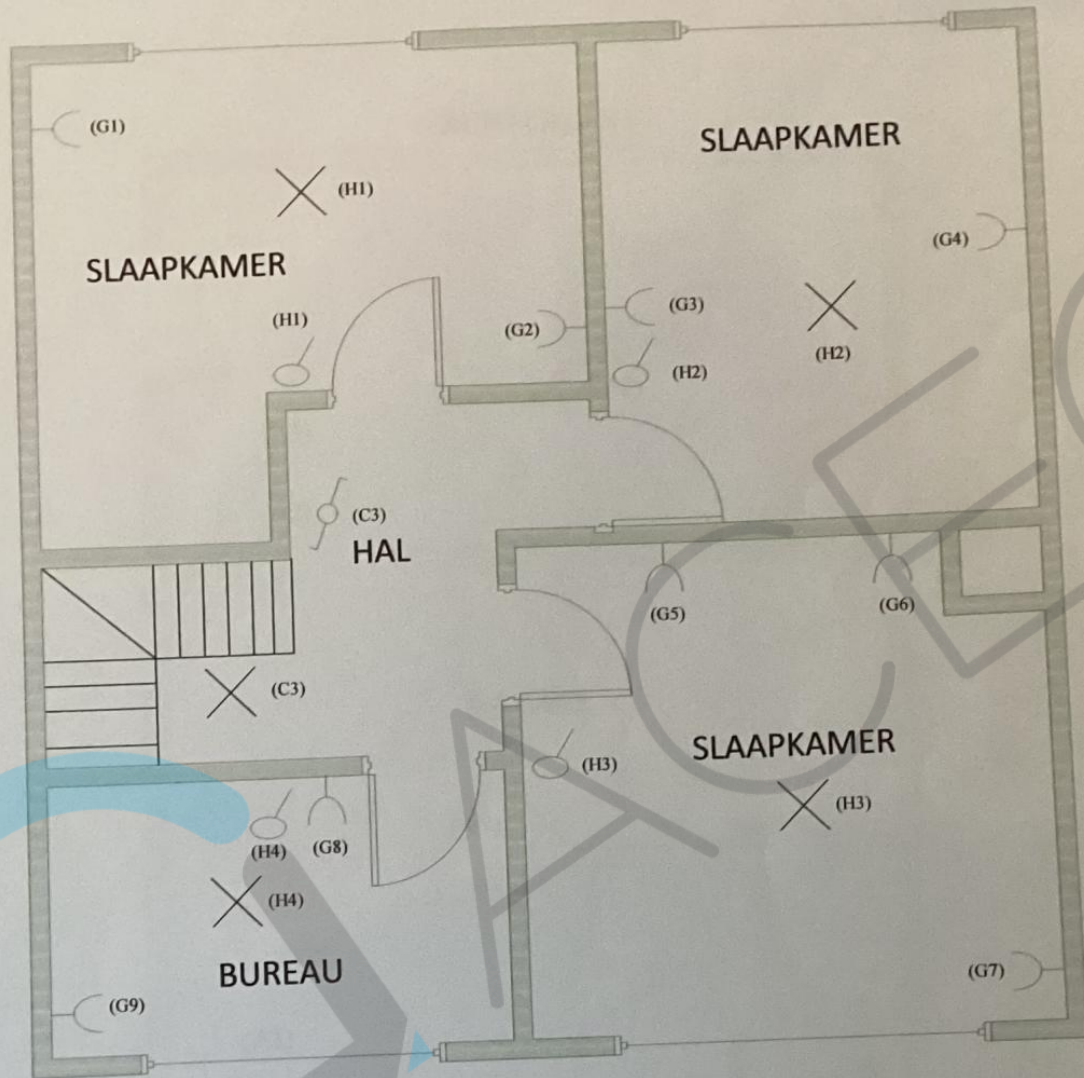 (G1)
(H1)
SLAAPKAMER
(H1)
(G2)
SLAAPKAMER
(G4)
(G3)
(H2)
(H2)
(C3)
HAL
(C3)
(G5)
(G6)
(H3)
SLAAPKAMER
(H3)
(G7)
(H4)
(G8)
(H4)
BUREAU
(G9)